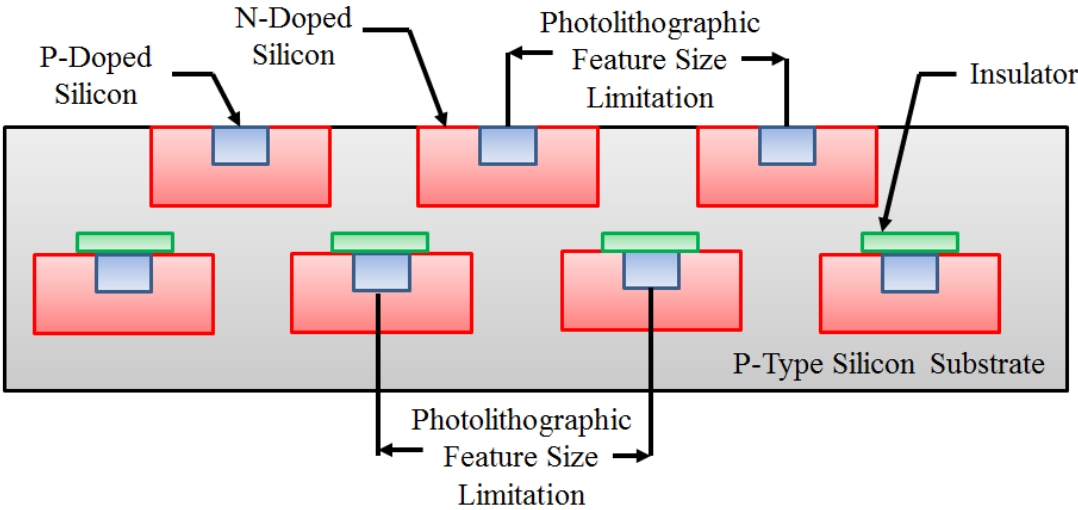 P-Doped
Silicon
N-Doped
Silicon
Photolithographic
Feature Size
Limitation
Insulator
P-Type Silicon Substrate
Photolithographic
Feature Size
Limitation